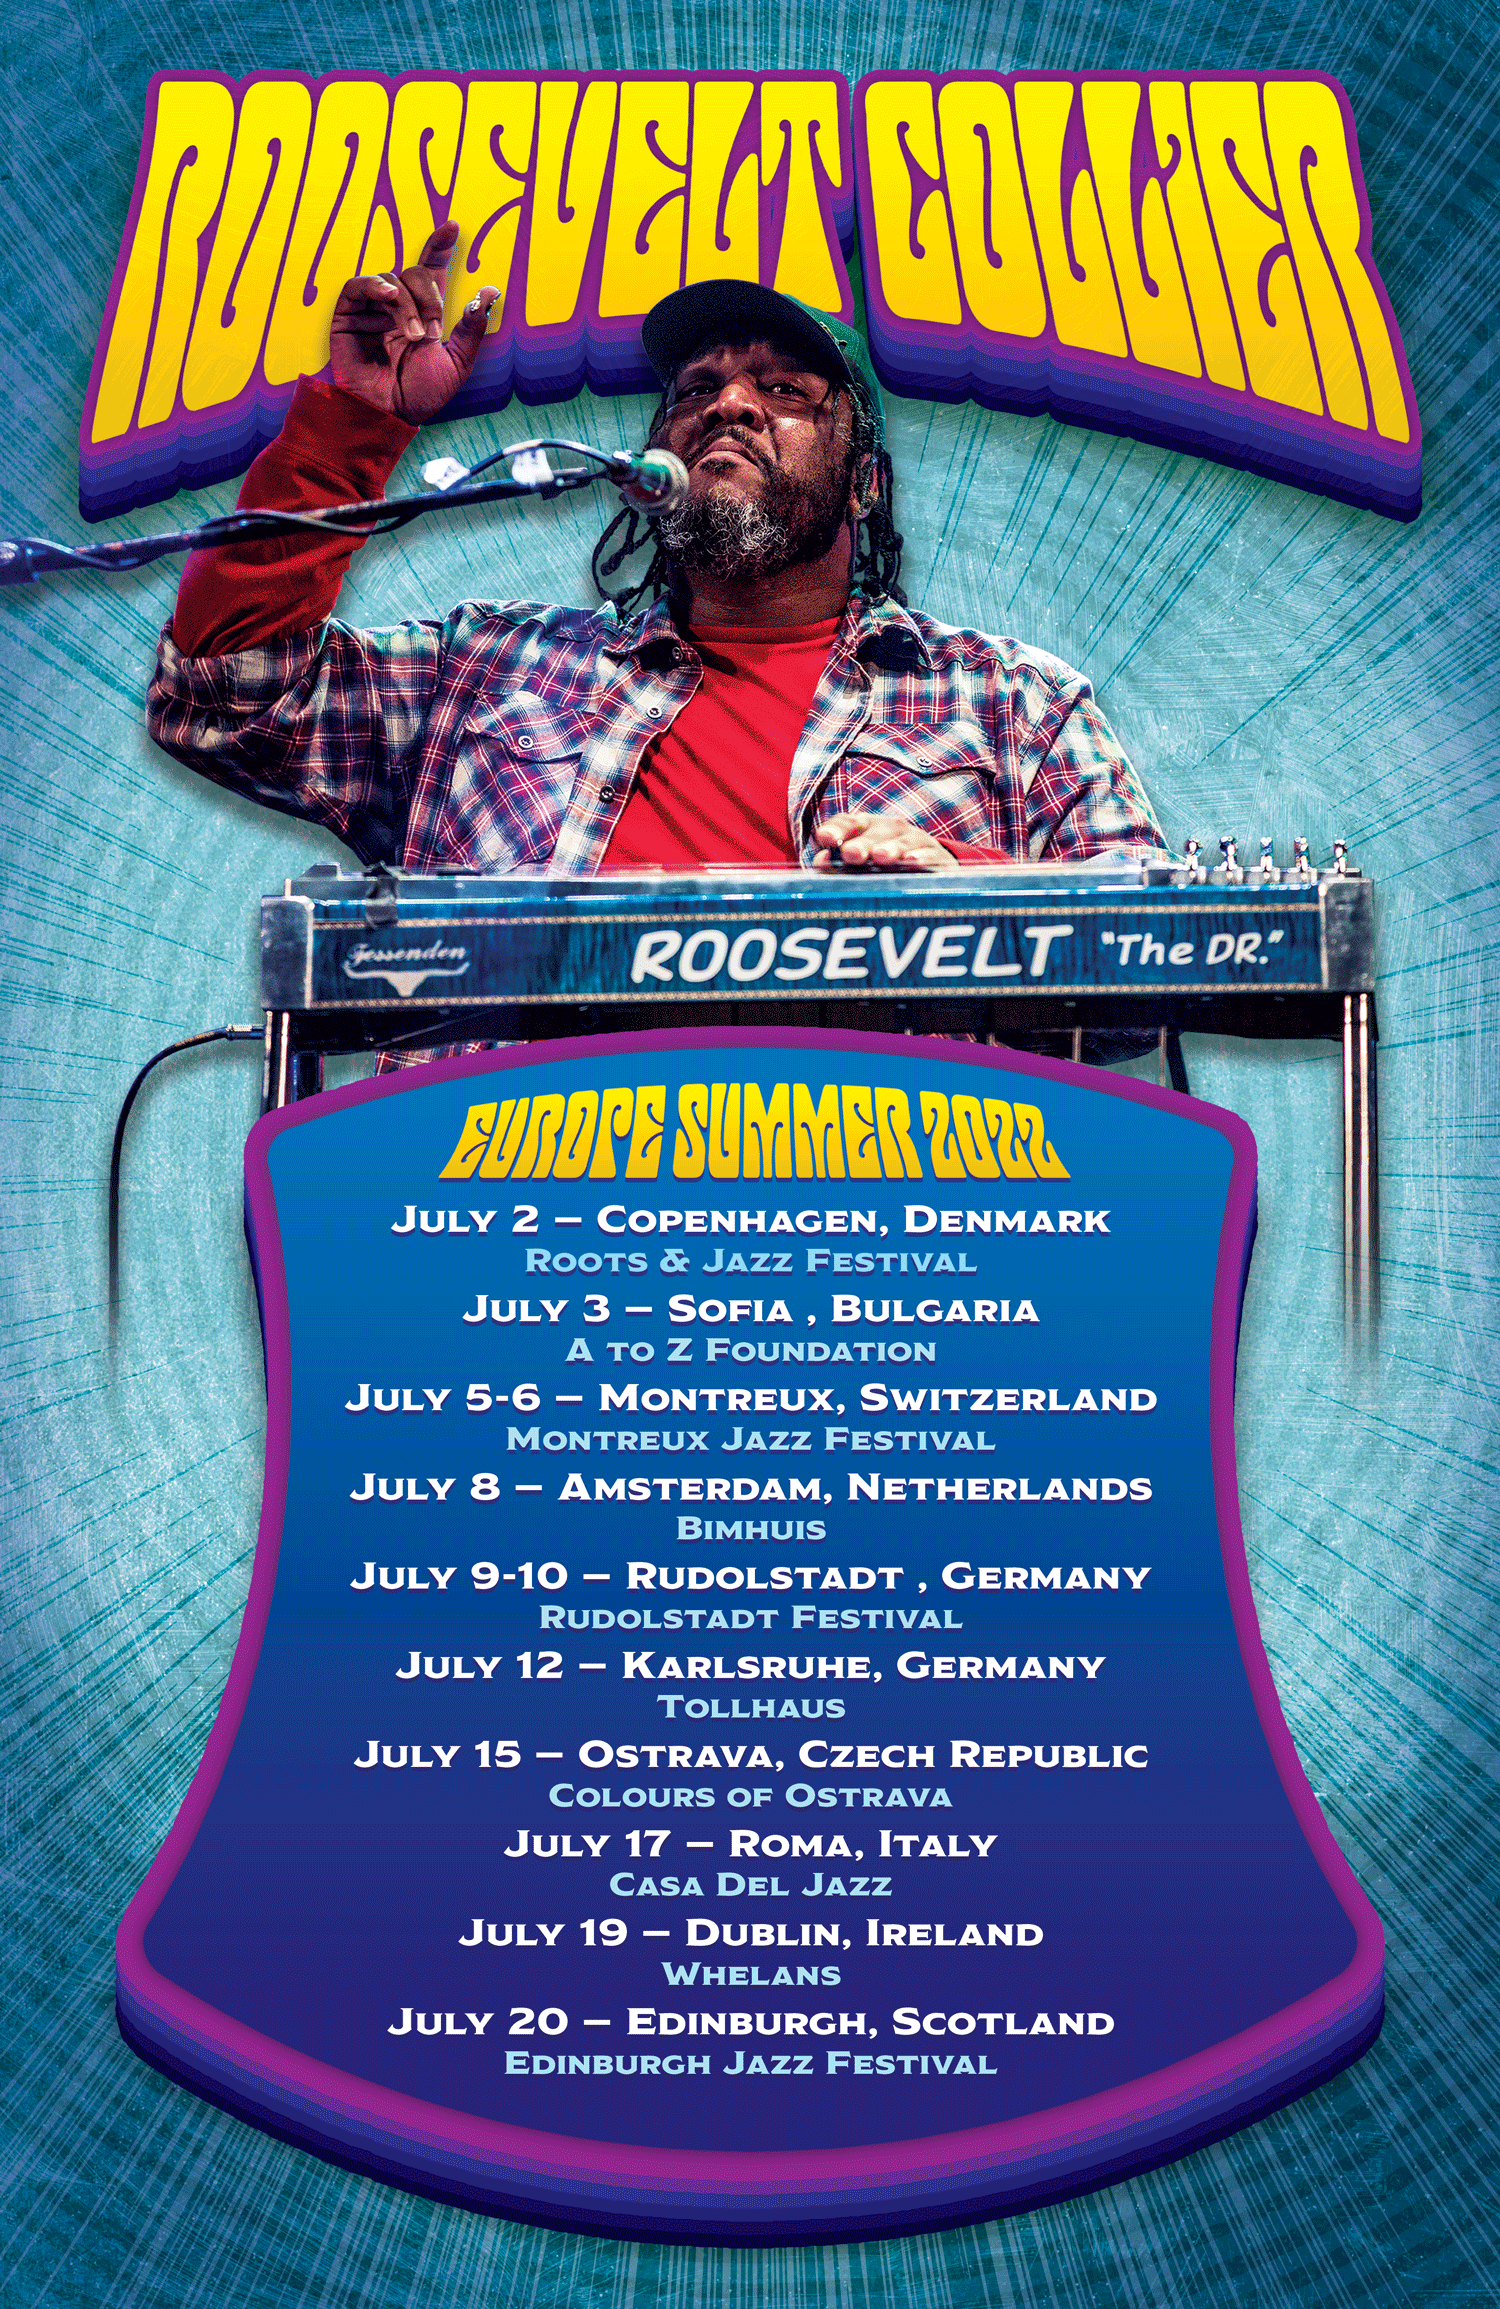 ROOSEVELT COLLIER
Jessenden
ROOSEVELT "The DR."
EUROPE SUMMER 2022
July 2 – Copenhagen, Denmark
Roots & Jazz Festival
July 3 – Sofia , Bulgaria
A to Z Foundation
July 5-6 – Montreux, Switzerland
Montreux Jazz Festival
July 8 – Amsterdam, Netherlands
Bimhuis
July 9-10 – Rudolstadt , Germany
Rudolstadt Festival
July 12 – Karlsruhe, Germany
Tollhaus
July 15 – Ostrava, Czech Republic
Colours of Ostrava
July 17 – Roma, Italy
Casa Del Jazz
July 19 – Dublin, Ireland
Whelans
July 20 – Edinburgh, Scotland
Edinburgh Jazz Festival